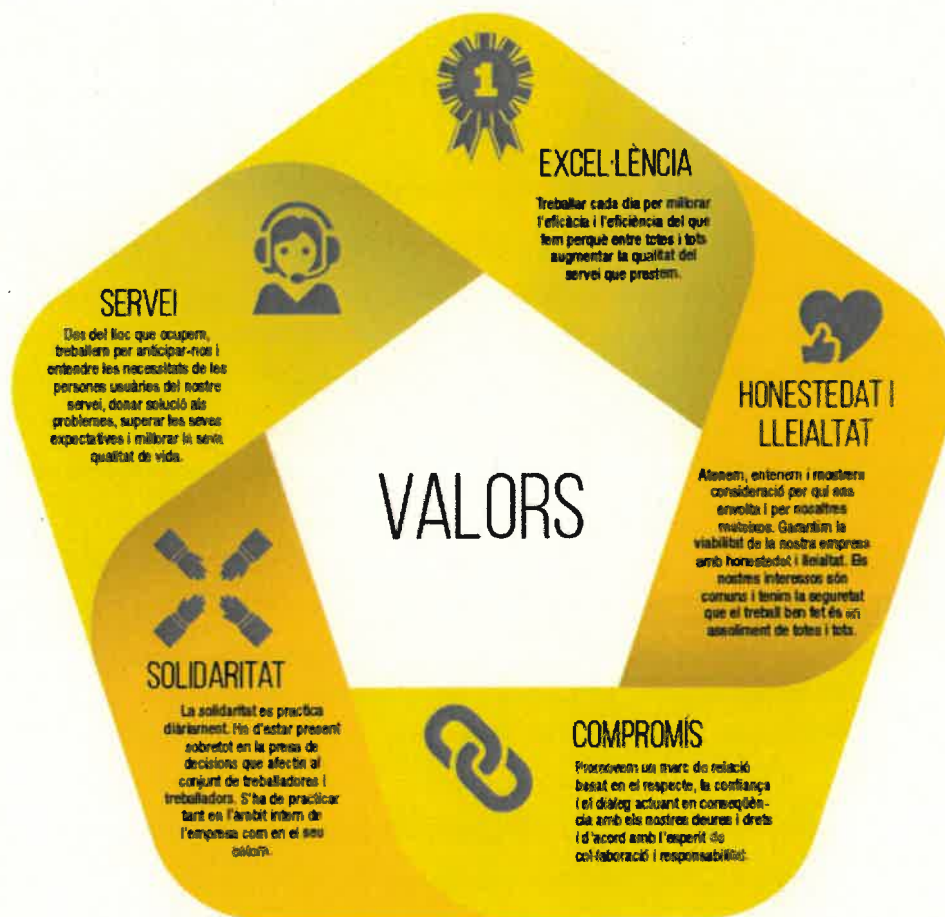 1
EXCEL·LÈNCIA
Treballar cada dia per millorar
l'eficàcia i l'eficiència del que
fem perquè entre totes i tots
augmentar la qualitat del
servei que prestem.
SERVEI
Des del lloc que ocupem,
treballem per anticipar-nos i
entendre les necessitats de les
persones usuàries del nostre
servei, donar solució als
problemes, superar les seves
expectatives i millorar la seva
qualitat de vida.
HONESTEDAT I
LLEIALTAT
Atenem, entenem i mostrem
consideració per qui ens
envolta i per nosaltres
mateixos. Garantim la
viabilitat de la nostra empresa
amb honestedat i lleialtat. Els
nostres interessos són
comuns i tenim la seguretat
que el treball ben fet és un
assoliment de totes i tots.
VALORS
SOLIDARITAT
La solidaritat es practica
diàriament. Ha d'estar present
sobretot en la presa de
decisions que afectin al
conjunt de treballadores i
treballadors. S'ha de practicar
tant en l'àmbit intern de
l'empresa com en el seu
entorn.
COMPROMÍS
Promovem un marc de relació
basat en el respecte, la confiança
i el diàleg actuant en conseqüèn-
cia amb els nostres deures i drets
i d'acord amb l'esperit de
col·laboració i responsabilitat.